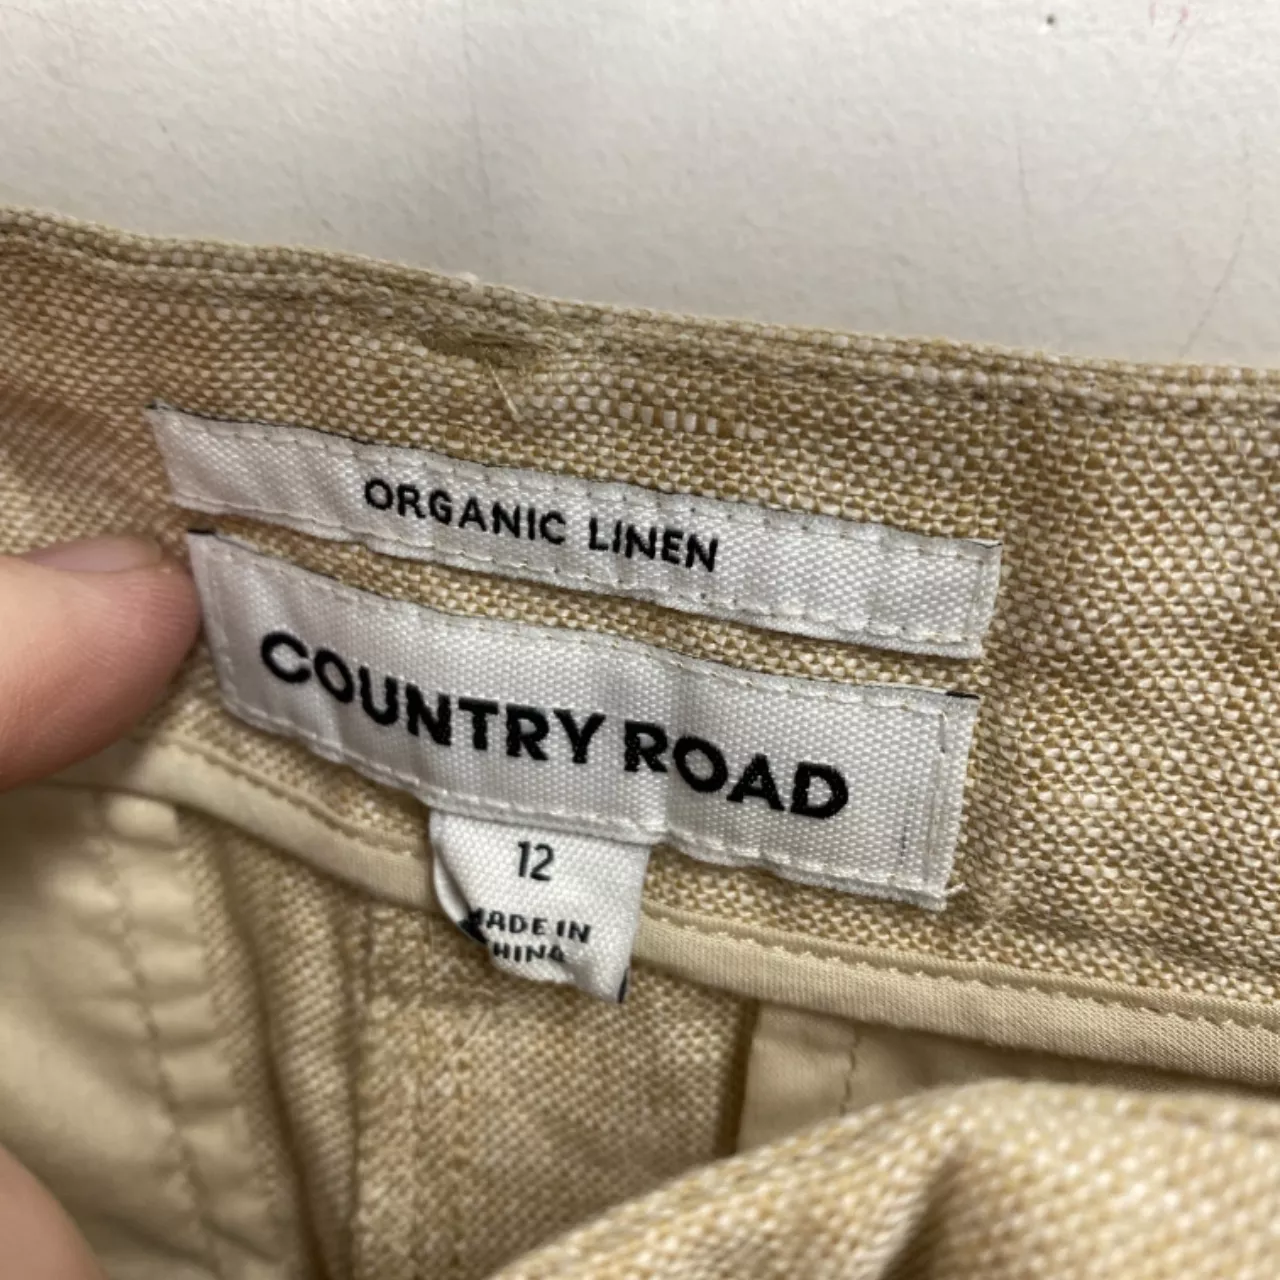 ORGANIC LINEN
COUNTRY ROAD
12
MADE IN
CHINA